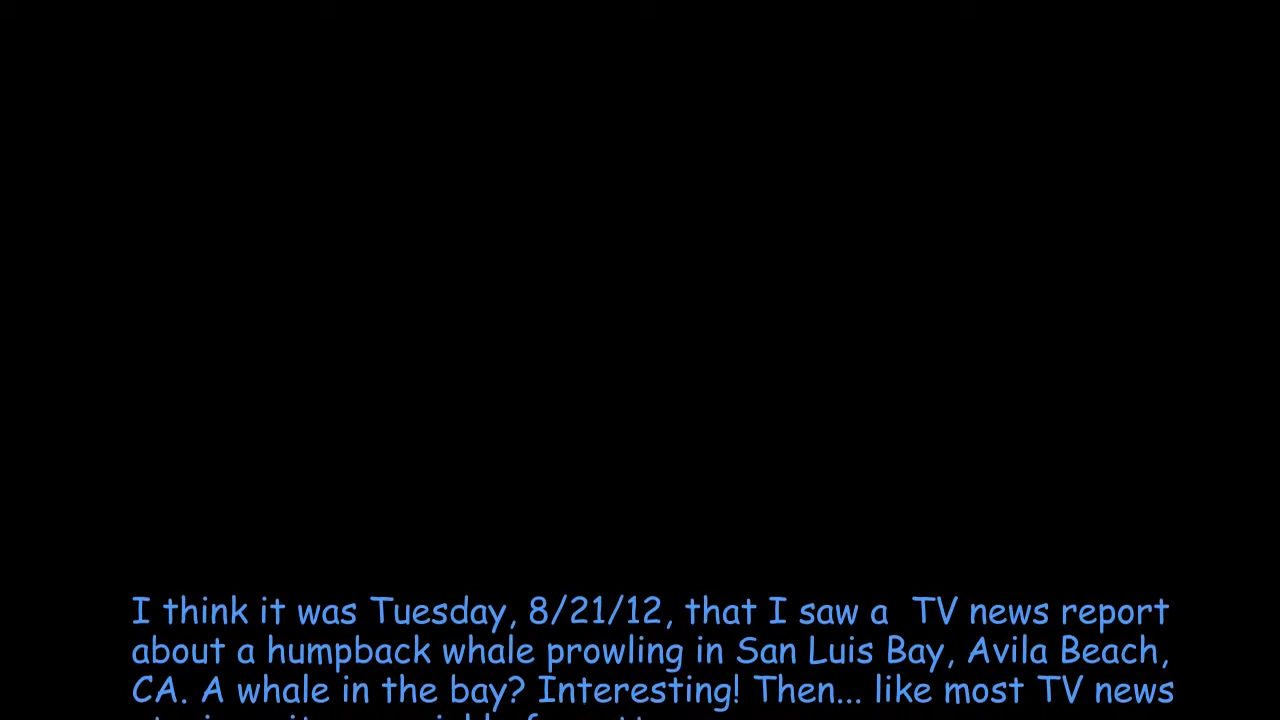 I think it was Tuesday, 8/21/12, that I saw a  TV news report
about a humpback whale prowling in San Luis Bay, Avila Beach,
CA. A whale in the bay? Interesting! Then... like most TV news